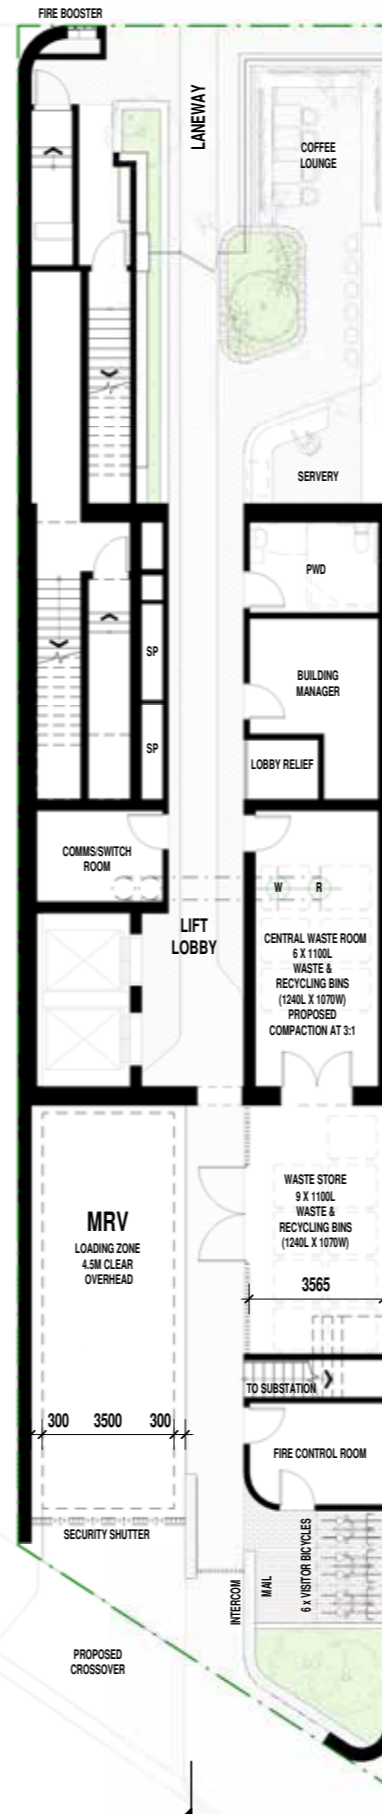 FIRE BOOSTER
LANEWAY
COFFEE
LOUNGE
SERVERY
PWD
BUILDING
MANAGER
SP
LOBBY RELIEF
SP
COMMS/SWITCH
ROOM
W
R
LIFT
LOBBY
CENTRAL WASTE ROOM
6 X 1100L
WASTE &
RECYCLING BINS
(1240L X 1070W)
PROPOSED
COMPACTION AT 3:1
MRV
LOADING ZONE
4.5M CLEAR
OVERHEAD
WASTE STORE
9 X 1100L
WASTE &
RECYCLING BINS
(1240L X 1070W)
3565
TO SUBSTATION
300
3500
300
FIRE CONTROL ROOM
SECURITY SHUTTER
INTERCOM
MAIL
6 x VISITOR BICYCLES
PROPOSED
CROSSOVER